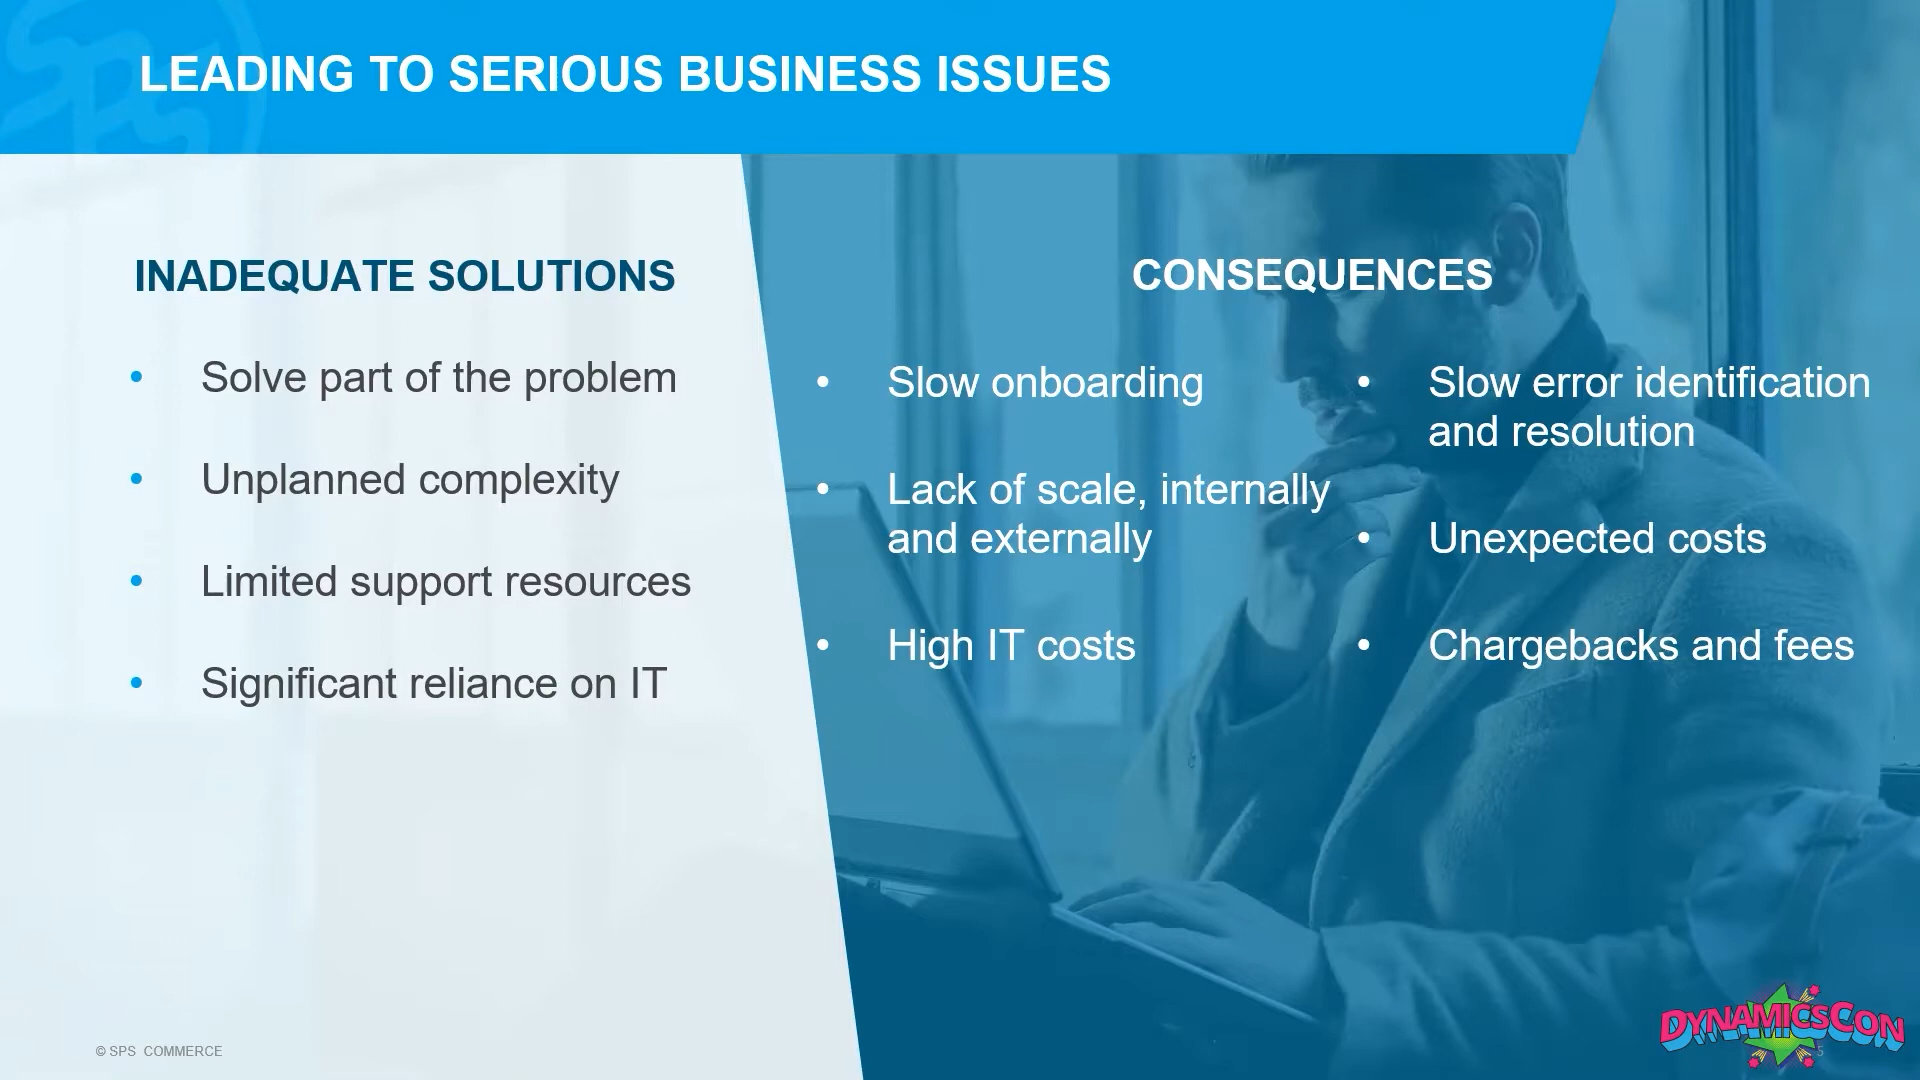 LEADING TO SERIOUS BUSINESS ISSUES
INADEQUATE SOLUTIONS
• Solve part of the problem
• Unplanned complexity
• Limited support resources
• Significant reliance on IT
CONSEQUENCES
• Slow onboarding
• Lack of scale, internally
and externally
• High IT costs
• Slow error identification
and resolution
• Unexpected costs
• Chargebacks and fees
© SPS COMMERCE
DYNAMICSCON
5
SPS